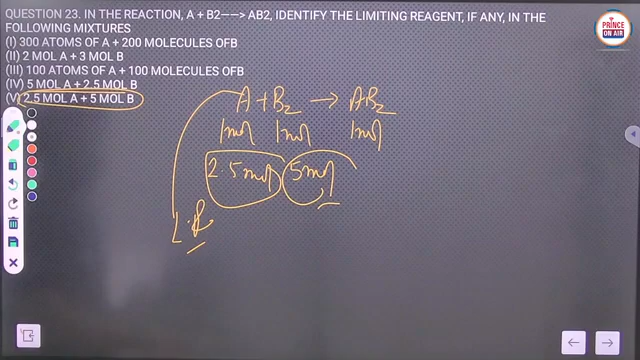 QUESTION 23. IN THE REACTION, A + B2−−−> AB2, IDENTIFY THE LIMITING REAGENT, IF ANY, IN THE
FOLLOWING MIXTURES
(I) 300 ATOMS OF A + 200 MOLECULES OFB
(II) 2 MOL A + 3 MOL B
(III) 100 ATOMS OF A + 100 MOLECULES OFB
(IV) 5 MOL A + 2.5 MOL B
(V) 2.5 MOL A + 5 MOL B
A + B2 → AB2
1mol 1mol 1mol
2.5mol 5mol
L.R
PRINCE
ON AIR